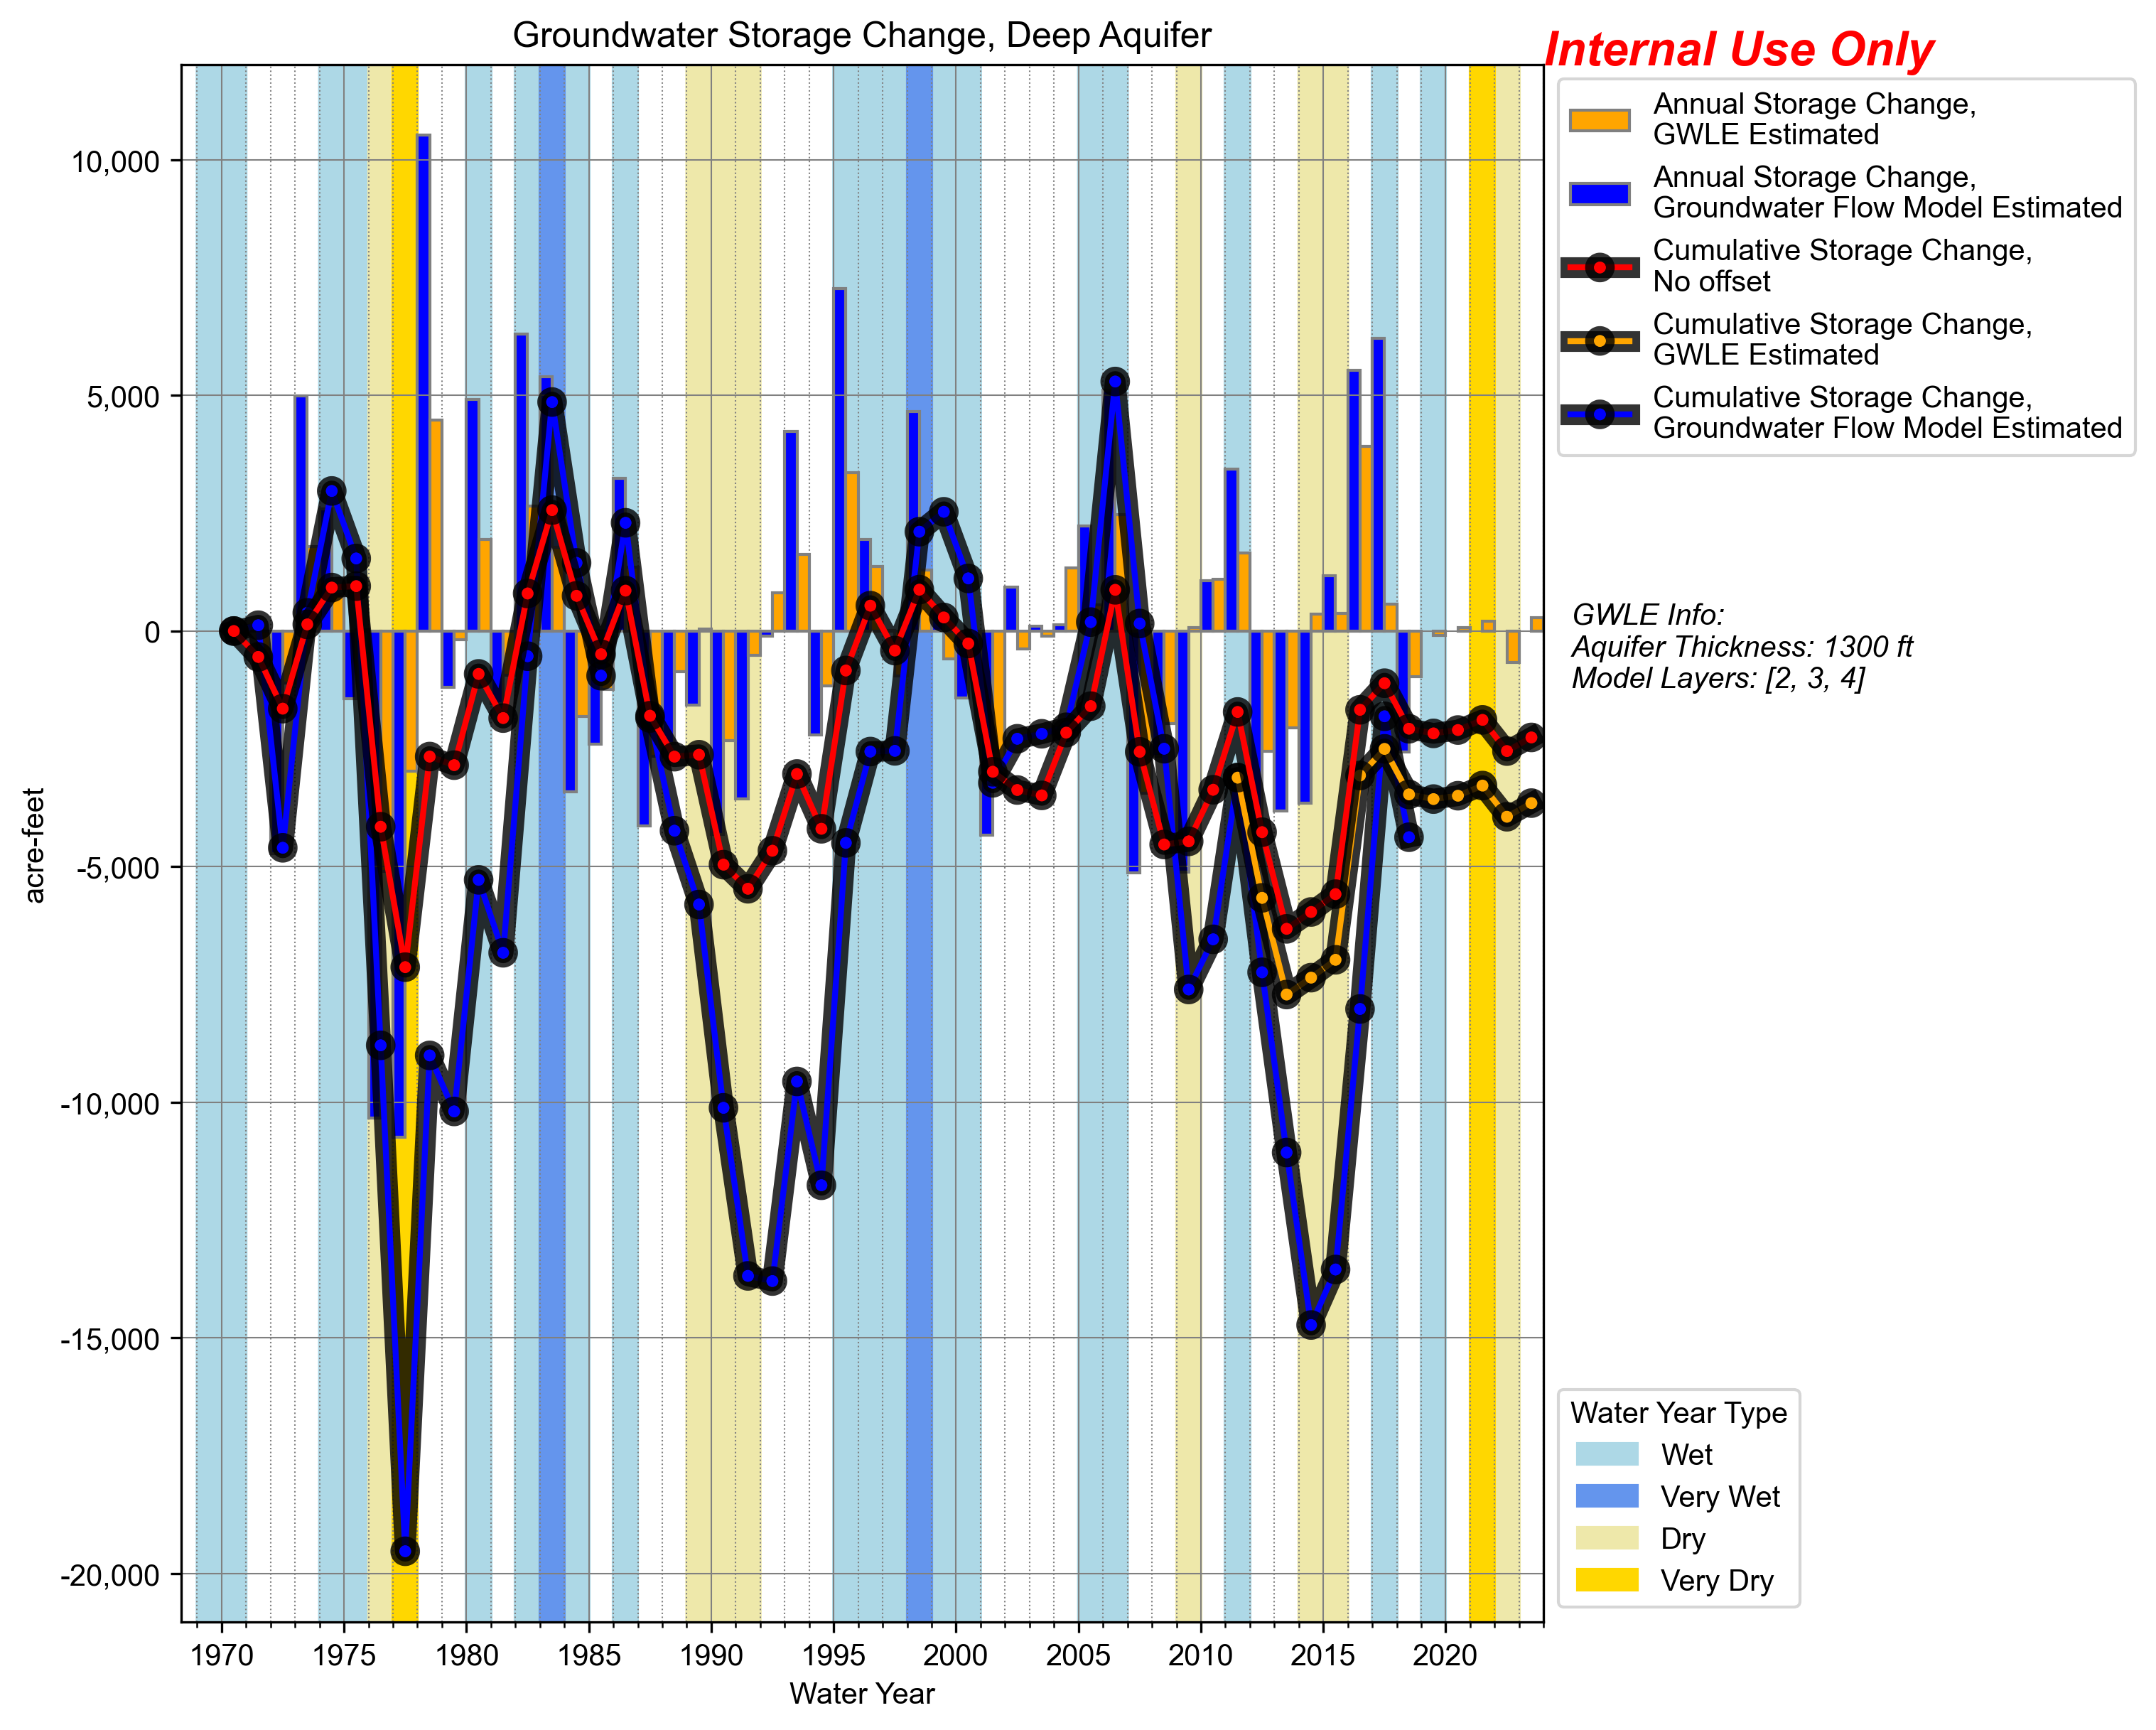 Groundwater Storage Change, Deep Aquifer
Internal Use Only
Annual Storage Change,
GWLE Estimated
Annual Storage Change,
Groundwater Flow Model Estimated
Cumulative Storage Change,
No offset
Cumulative Storage Change,
GWLE Estimated
Cumulative Storage Change,
Groundwater Flow Model Estimated
10,000
5,000
0
-5,000
-10,000
-15,000
-20,000
acre-feet
GWLE Info:
Aquifer Thickness: 1300 ft
Model Layers: [2, 3, 4]
Water Year Type
Wet
Very Wet
Dry
Very Dry
1970 1975 1980 1985 1990 1995 2000 2005 2010 2015 2020
Water Year